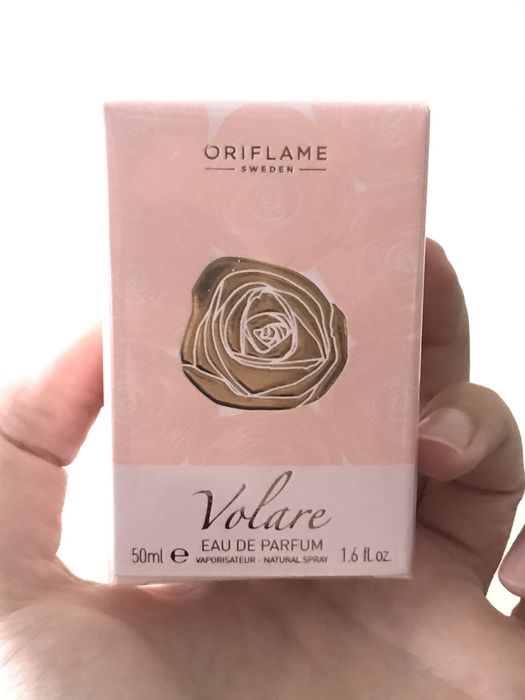 ORIFLAME
SWEDEN
Volare
EAU DE PARFUM
50ml ℮ VAPORISATEUR - NATURAL SPRAY 1.6 fl. oz.